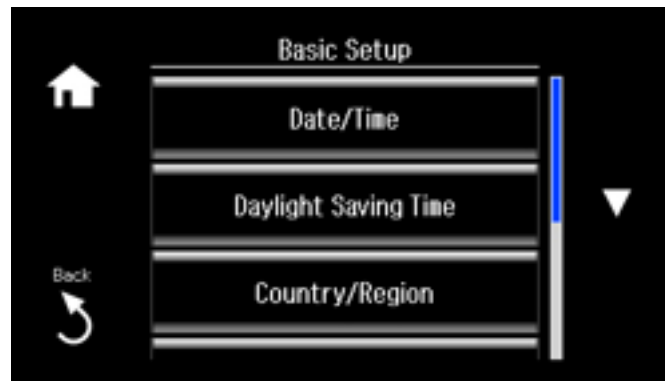 Basic Setup
Date/Time
Daylight Saving Time
Back
Country/Region